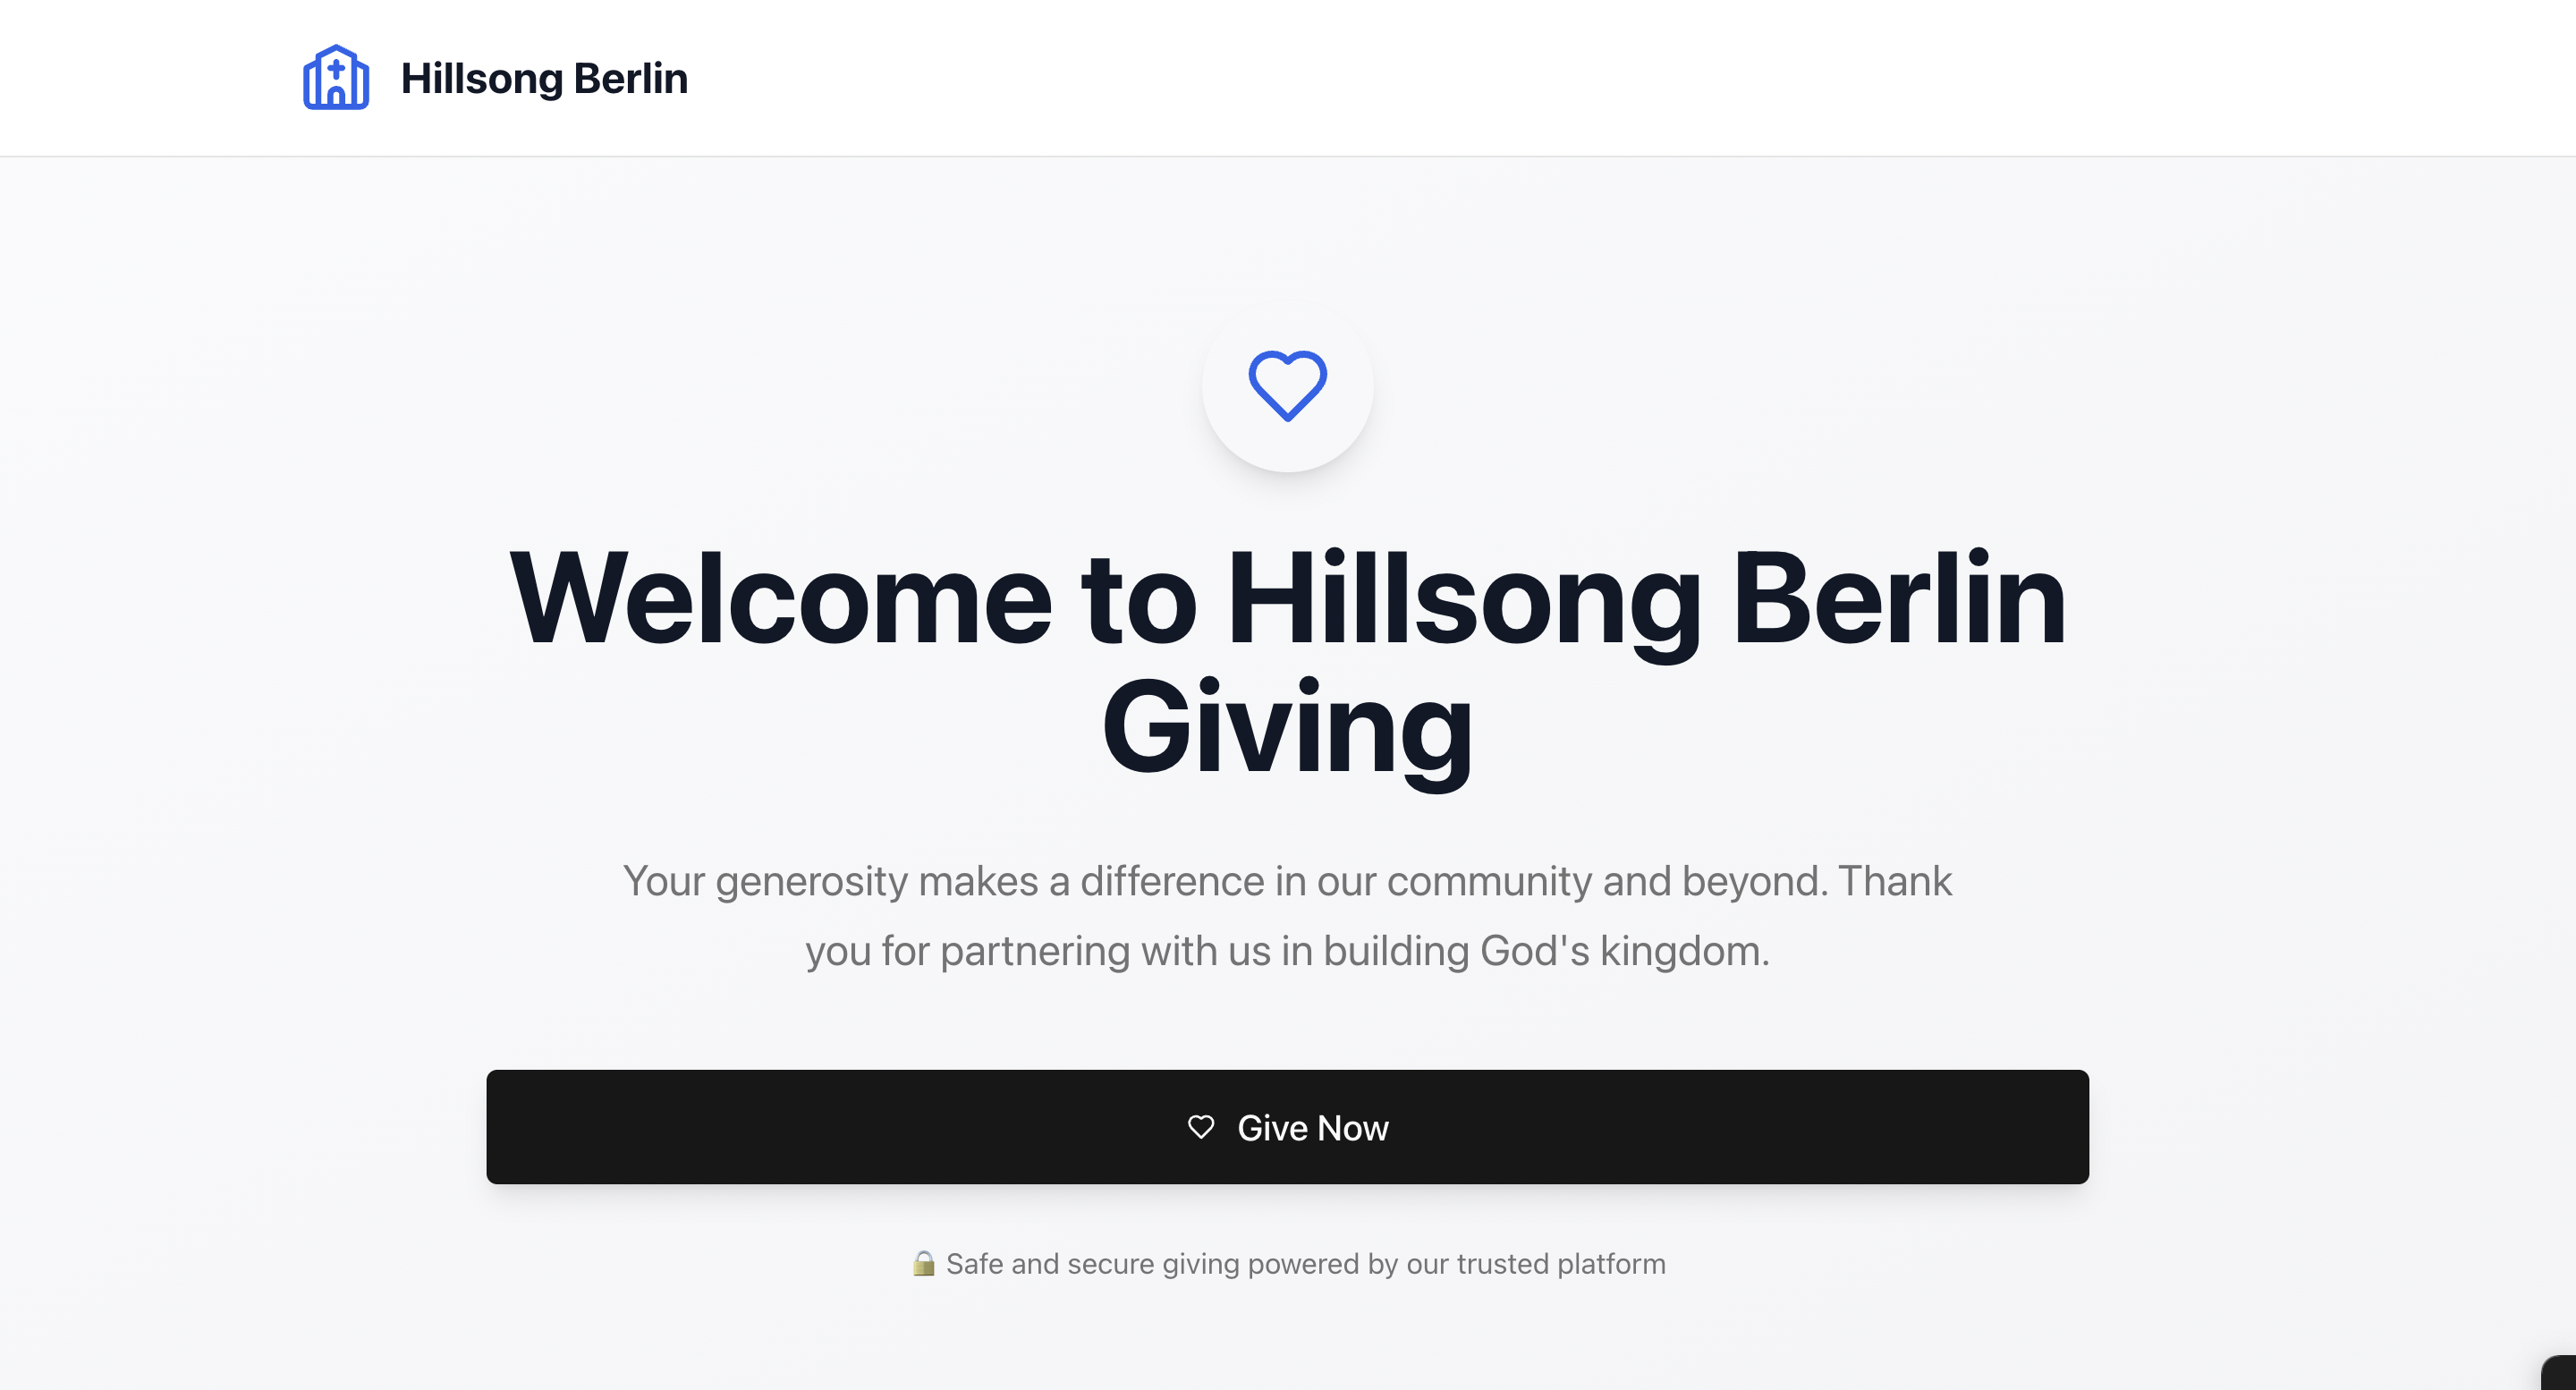 Hillsong Berlin
Welcome to Hillsong Berlin
Giving
Your generosity makes a difference in our community and beyond. Thank
you for partnering with us in building God's kingdom.
Give Now
🔒 Safe and secure giving powered by our trusted platform